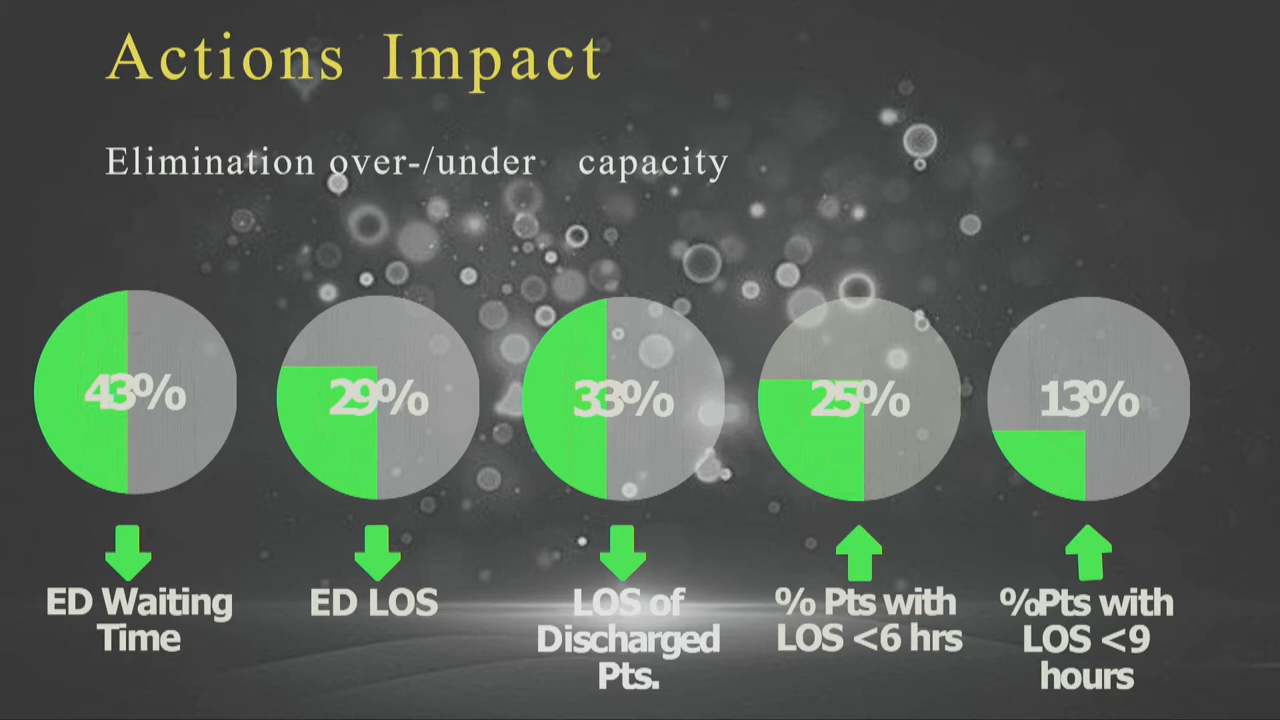 Actions Impact
Elimination over-/under capacity
43%
29%
33%
25%
13%
ED Waiting
Time
ED LOS
LOS of
Discharged
Pts.
% Pts with
LOS <6 hrs
%Pts with
LOS <9
hours